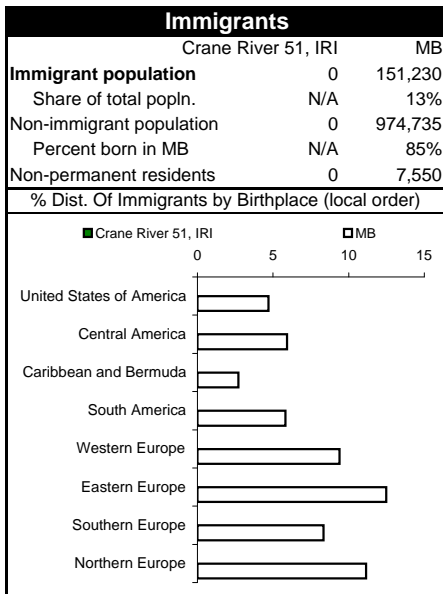 Immigrants
Crane River 51, IRI MB
Immigrant population 0 151,230
Share of total popln. N/A 13%
Non-immigrant population 0 974,735
Percent born in MB N/A 85%
Non-permanent residents 0 7,550
% Dist. Of Immigrants by Birthplace (local order)
Crane River 51, IRI MB
0 5 10 15
United States of America
Central America
Caribbean and Bermuda
South America
Western Europe
Eastern Europe
Southern Europe
Northern Europe